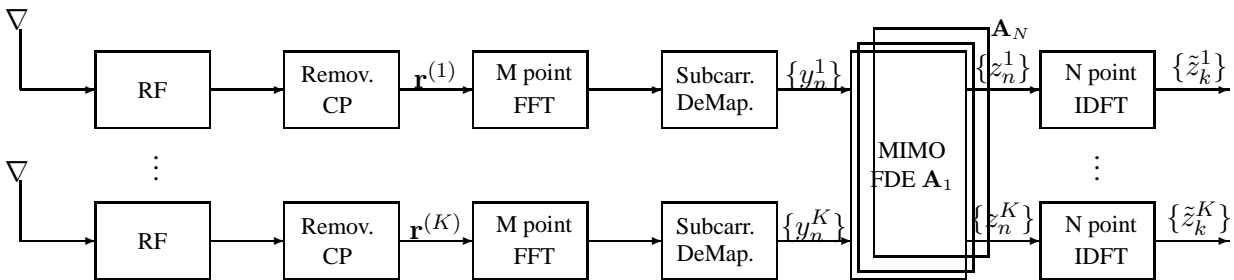 A_N
RF
Remov.
CP
r^{(1)}
M point
FFT
Subcarr.
DeMap.
{y_n^1}
{z_n^1}
N point
IDFT
{z̃_k^1}
⋮
MIMO
FDE A_1
⋮
RF
Remov.
CP
r^{(K)}
M point
FFT
Subcarr.
DeMap.
{y_n^K}
{z_n^K}
N point
IDFT
{z̃_k^K}